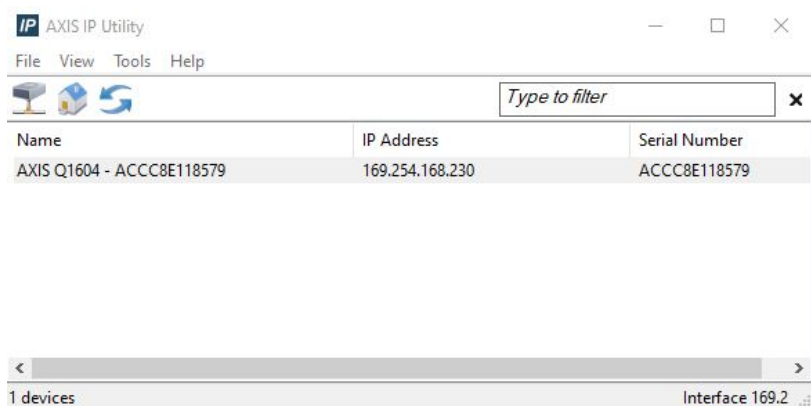 IP AXIS IP Utility
File View Tools Help
Type to filter
Name IP Address Serial Number
AXIS Q1604 - ACCC8E118579 169.254.168.230 ACCC8E118579
1 devices Interface 169.2